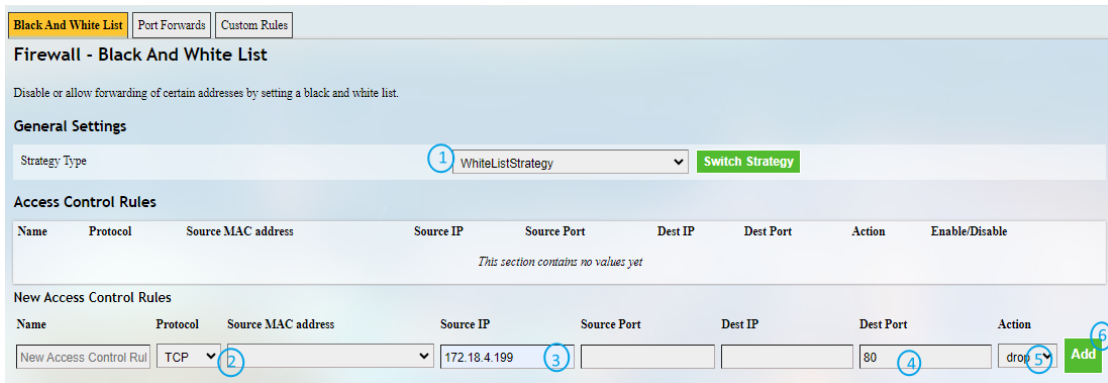 Black And White List Port Forwards Custom Rules
Firewall - Black And White List
Disable or allow forwarding of certain addresses by setting a black and white list.
General Settings
Strategy Type 1 WhiteListStrategy Switch Strategy
Access Control Rules
Name Protocol Source MAC address Source IP Source Port Dest IP Dest Port Action Enable/Disable
This section contains no values yet
New Access Control Rules
Name Protocol Source MAC address Source IP Source Port Dest IP Dest Port Action 6
New Access Control Rul TCP 2 172.18.4.199 3 80 4 drop 5 Add